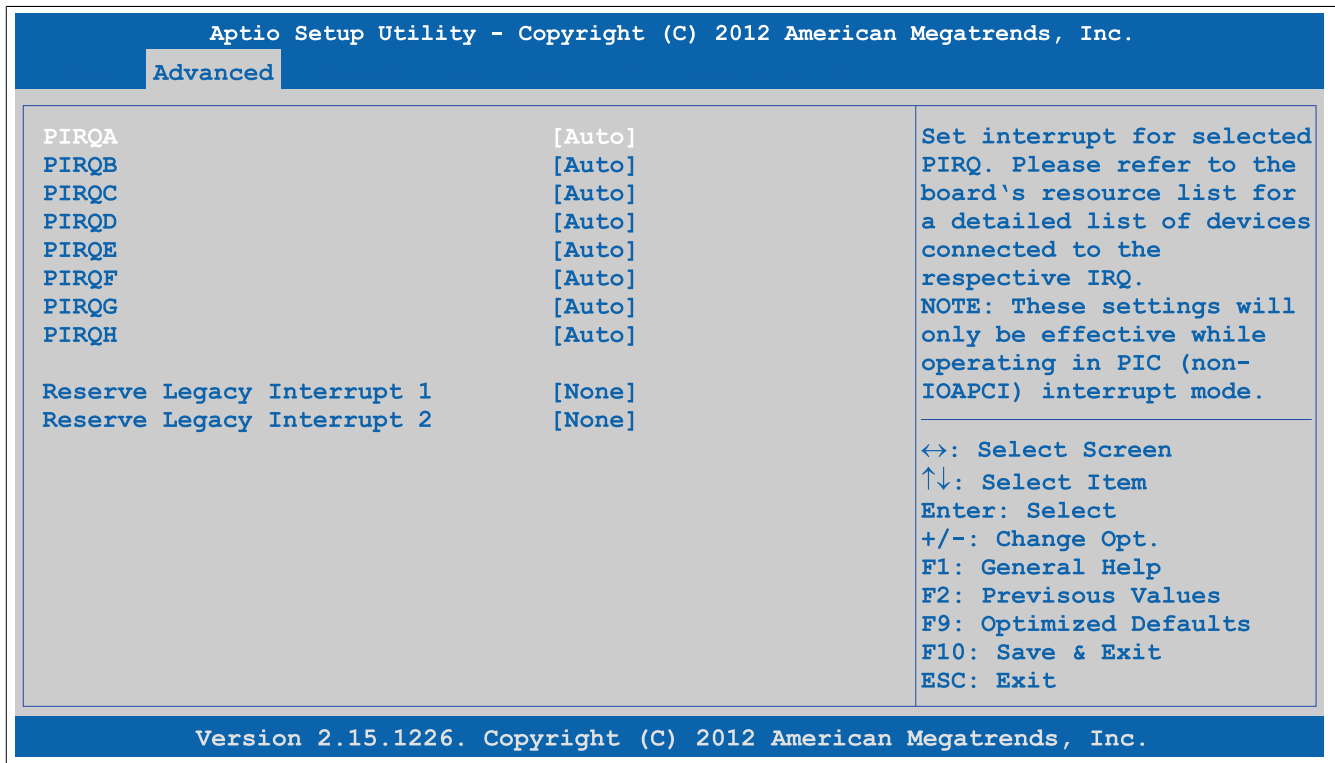 Aptio Setup Utility - Copyright (C) 2012 American Megatrends, Inc.
Advanced
PIRQA [Auto]
PIRQB [Auto]
PIRQC [Auto]
PIRQD [Auto]
PIRQE [Auto]
PIRQF [Auto]
PIRQG [Auto]
PIRQH [Auto]
Reserve Legacy Interrupt 1 [None]
Reserve Legacy Interrupt 2 [None]
Set interrupt for selected
PIRQ. Please refer to the
board‘s resource list for
a detailed list of devices
connected to the
respective IRQ.
NOTE: These settings will
only be effective while
operating in PIC (non-
IOAPCI) interrupt mode.
↔: Select Screen
↑↓: Select Item
Enter: Select
+/-: Change Opt.
F1: General Help
F2: Previsous Values
F9: Optimized Defaults
F10: Save & Exit
ESC: Exit
Version 2.15.1226. Copyright (C) 2012 American Megatrends, Inc.